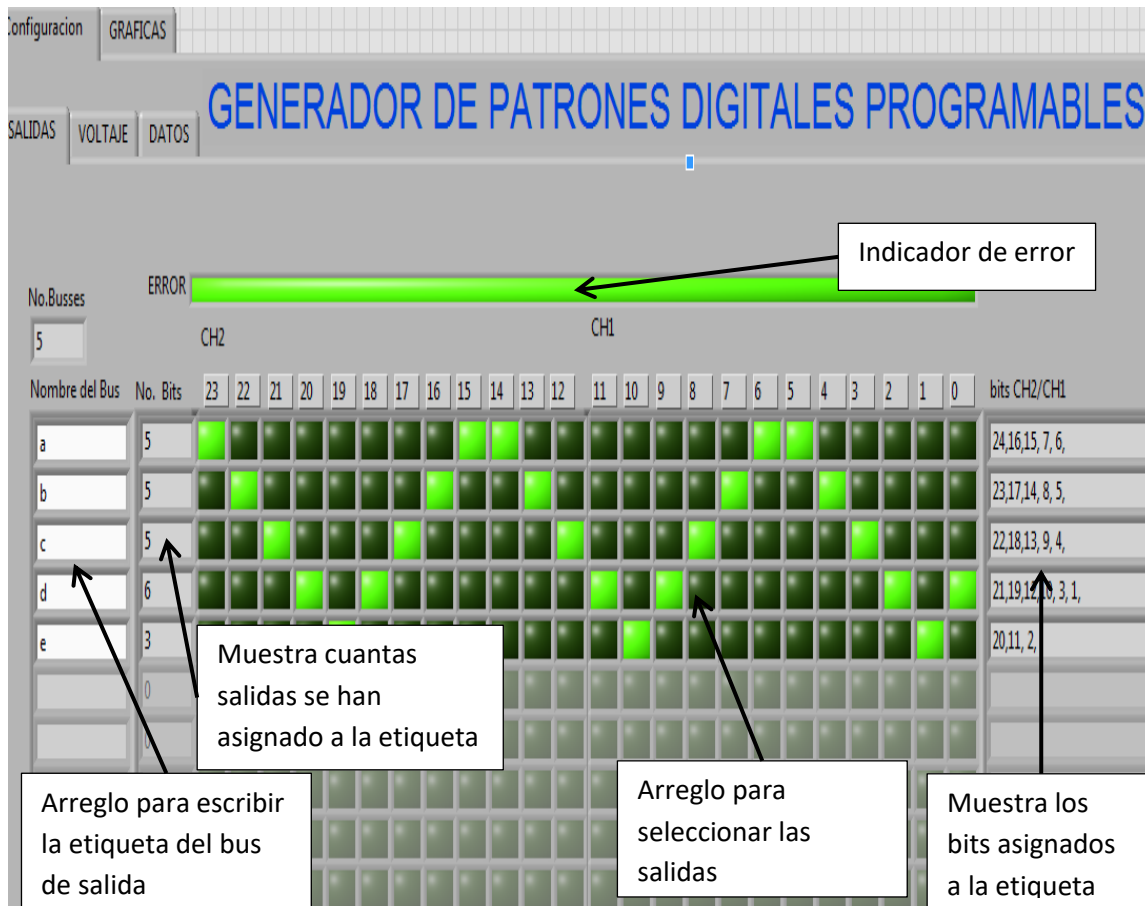 Configuracion GRAFICAS
GENERADOR DE PATRONES DIGITALES PROGRAMABLES
SALIDAS VOLTAJE DATOS
Indicador de error
ERROR
No.Busses
5
CH2 CH1
Nombre del Bus No. Bits 23 22 21 20 19 18 17 16 15 14 13 12 11 10 9 8 7 6 5 4 3 2 1 0 bits CH2/CH1
a 5 24,16,15, 7, 6,
b 5 23,17,14, 8, 5,
c 5 22,18,13, 9, 4,
d 6 21,19,12,10, 3, 1,
e 3 20,11, 2,
0
0
Muestra cuantas
salidas se han
asignado a la etiqueta
Arreglo para escribir
la etiqueta del bus
de salida
Arreglo para
seleccionar las
salidas
Muestra los
bits asignados
a la etiqueta